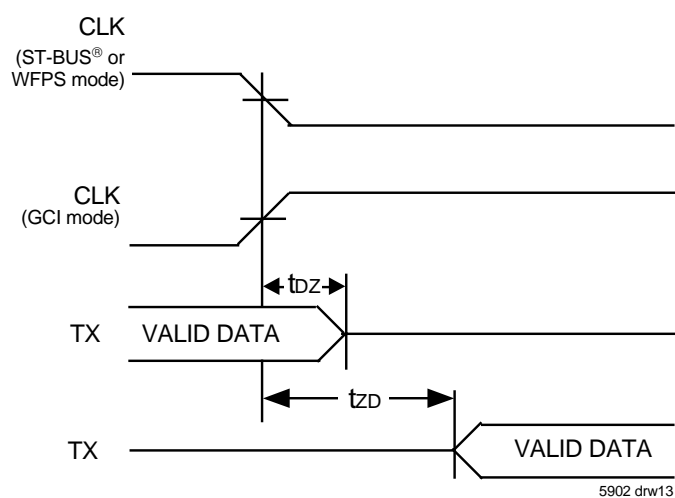 CLK
(ST-BUS® or
WFPS mode)
CLK
(GCI mode)
tDZ
TX
VALID DATA
tZD
TX
VALID DATA
5902 drw13